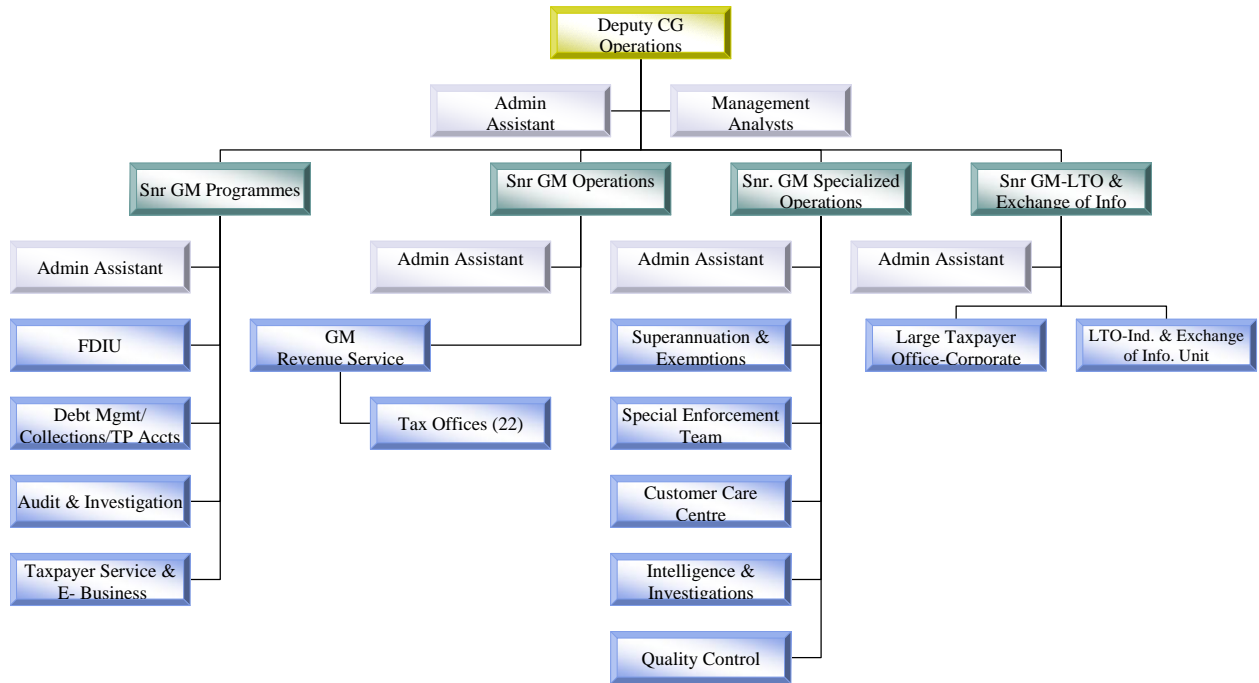 Deputy CG
Operations
Admin
Assistant
Management
Analysts
Snr GM Programmes
Snr GM Operations
Snr. GM Specialized
Operations
Snr GM-LTO &
Exchange of Info
Admin Assistant
Admin Assistant
Admin Assistant
Admin Assistant
FDIU
GM
Revenue Service
Superannuation &
Exemptions
Large Taxpayer
Office-Corporate
LTO-Ind. & Exchange
of Info. Unit
Debt Mgmt/
Collections/TP Accts
Tax Offices (22)
Special Enforcement
Team
Audit & Investigation
Customer Care
Centre
Taxpayer Service &
E- Business
Intelligence &
Investigations
Quality Control